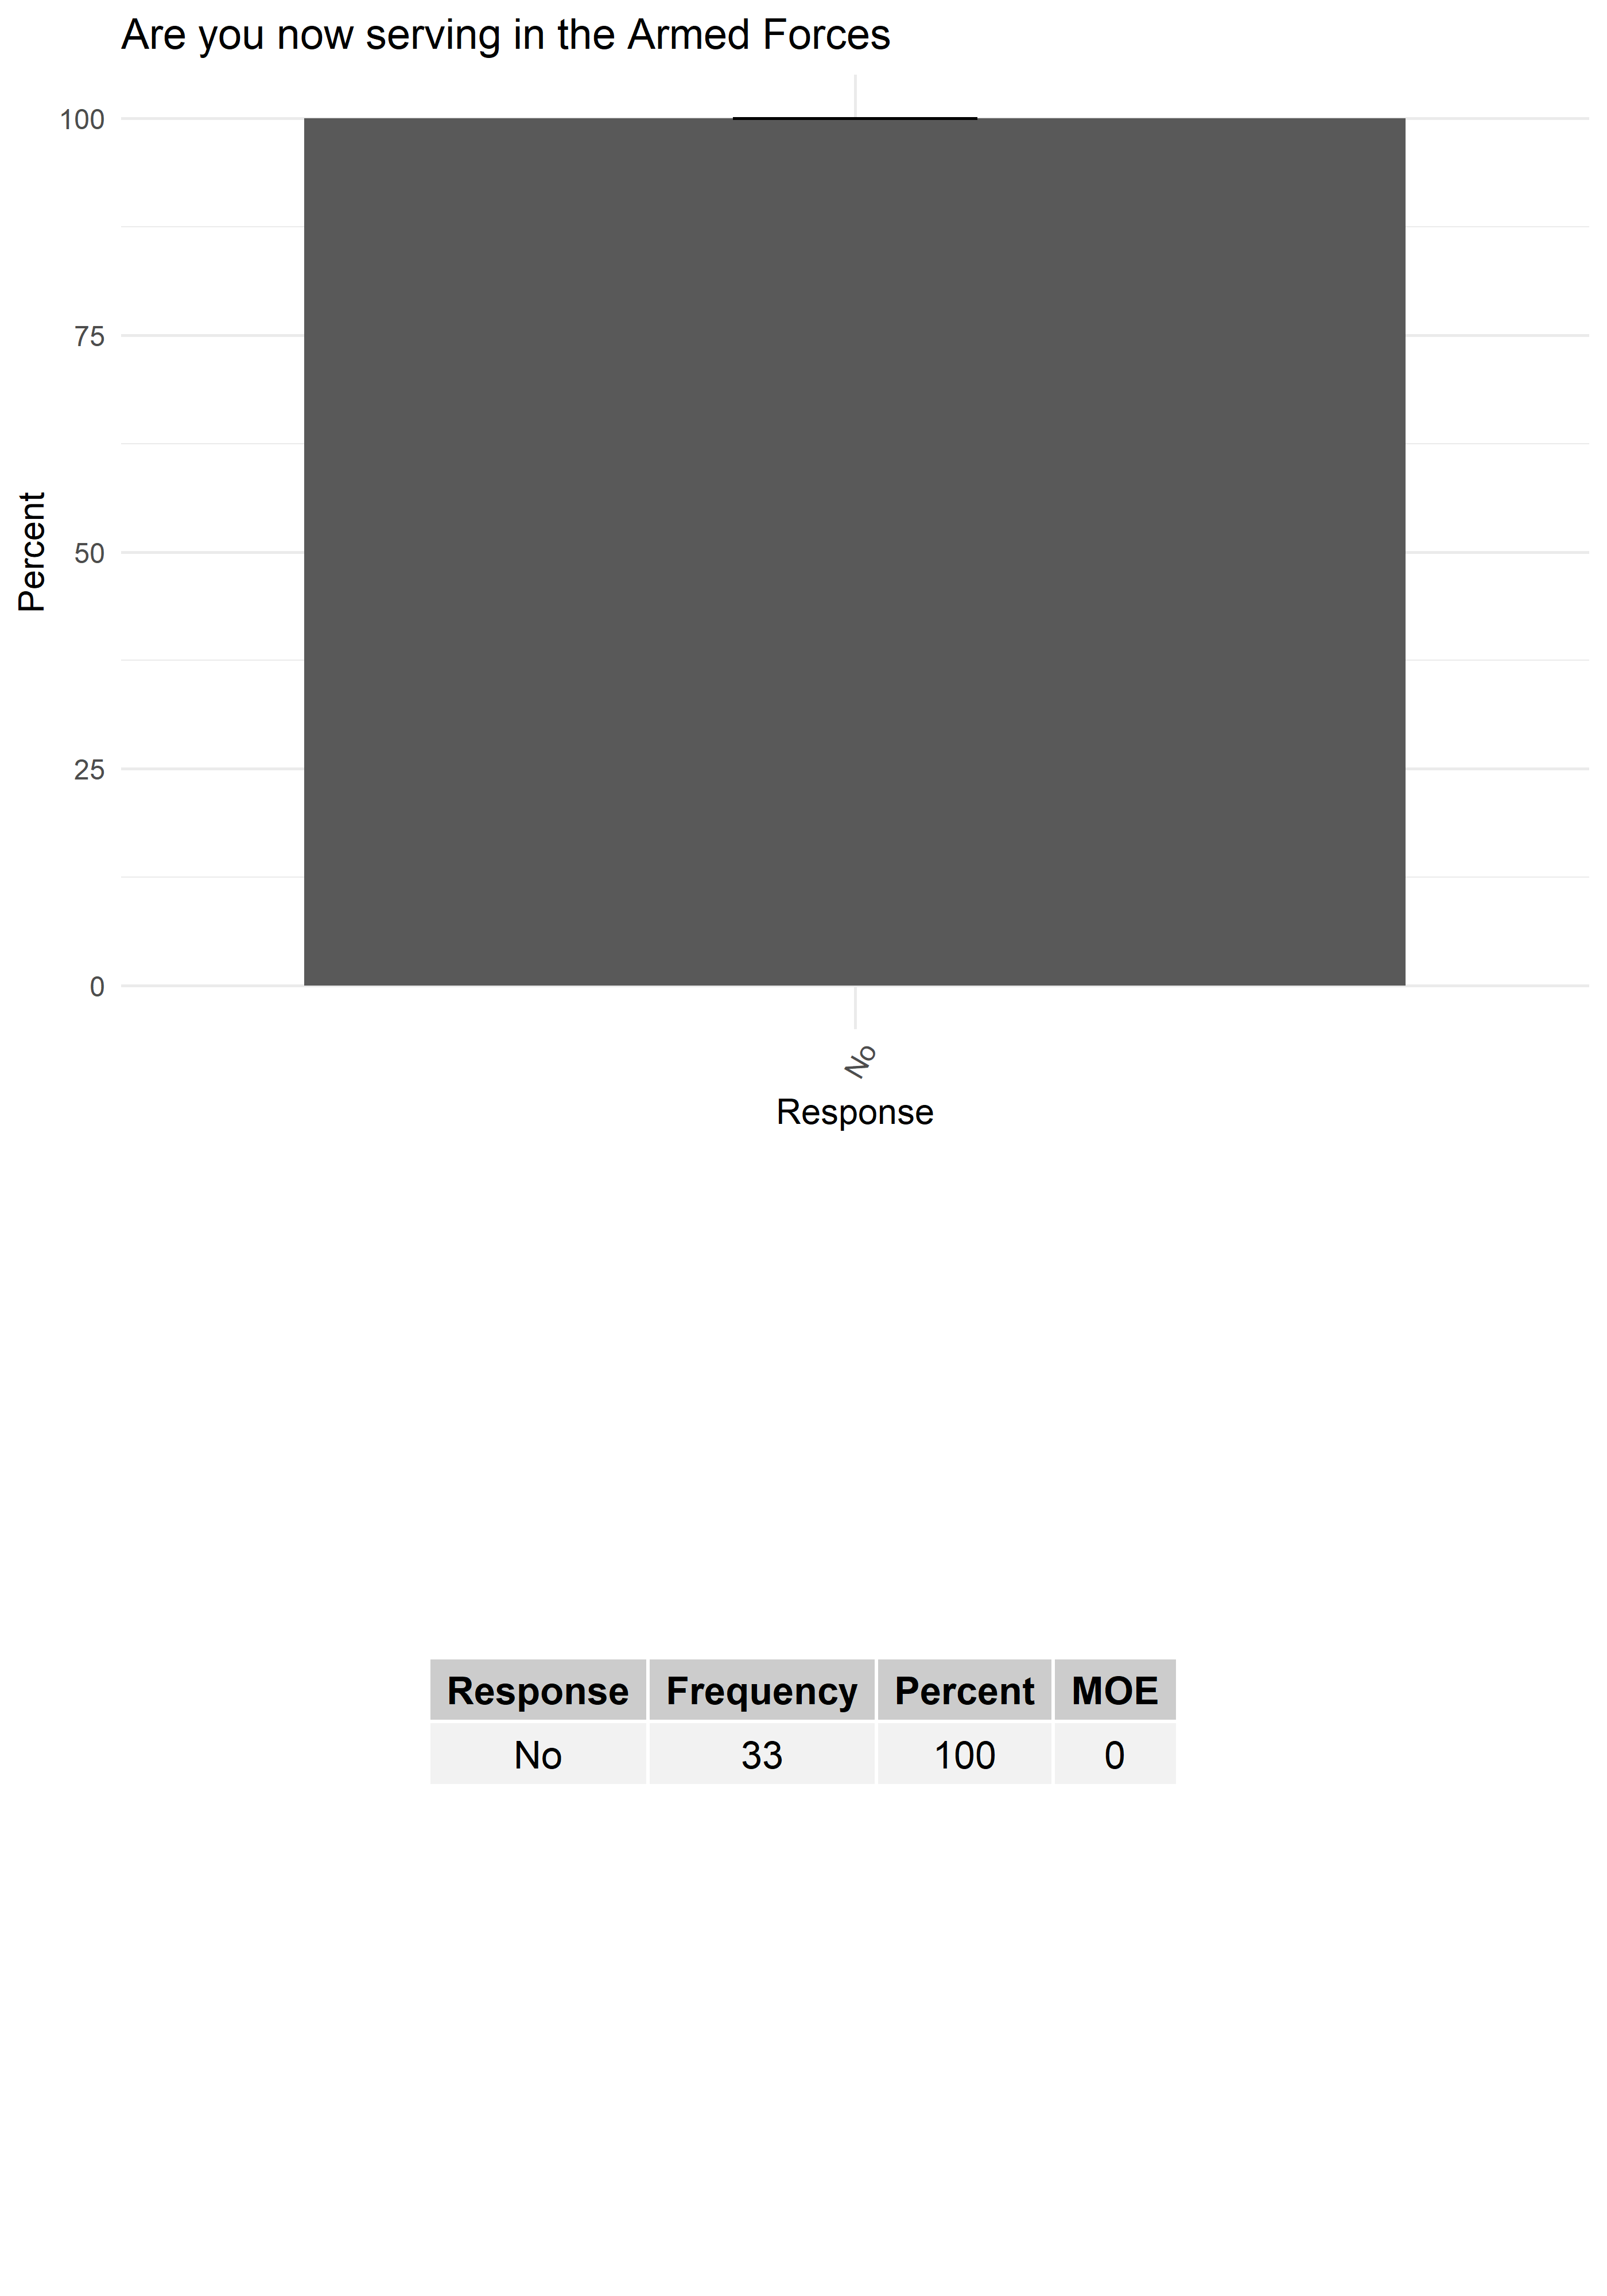 Are you now serving in the Armed Forces
100
75
50
25
0
Percent
No
Response
Response Frequency Percent MOE
No 33 100 0